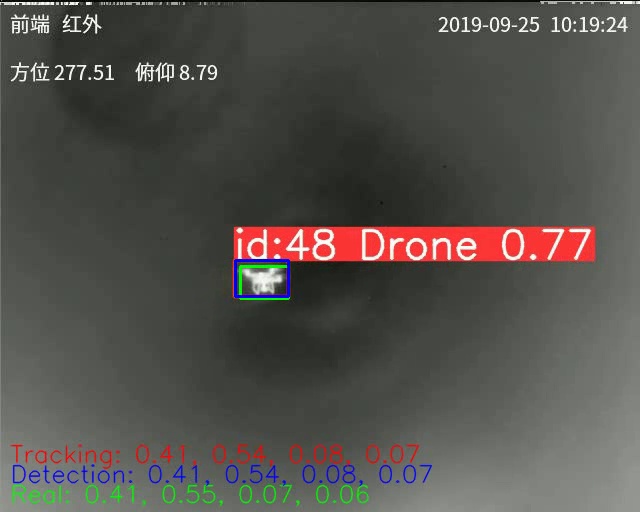 前端 红外 2019-09-25 10:19:24
方位 277.51 俯仰 8.79
id:48 Drone 0.77
Tracking: 0.41, 0.54, 0.08, 0.07
Detection: 0.41, 0.54, 0.08, 0.07
Real: 0.41, 0.55, 0.07, 0.06